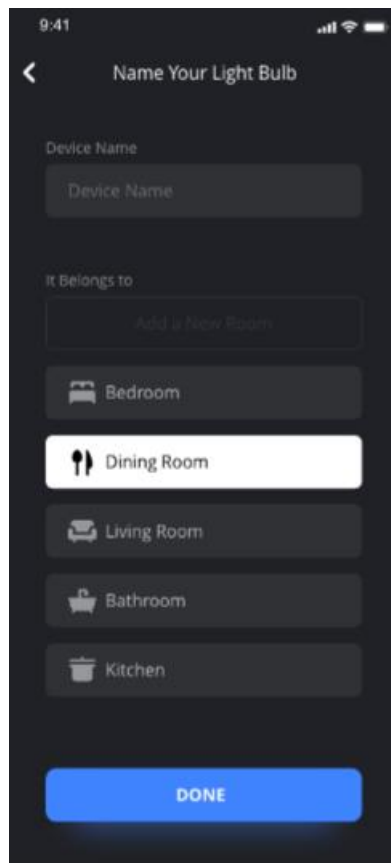 9:41
Name Your Light Bulb
Device Name
Device Name
It Belongs to
Add a New Room
Bedroom
Dining Room
Living Room
Bathroom
Kitchen
DONE